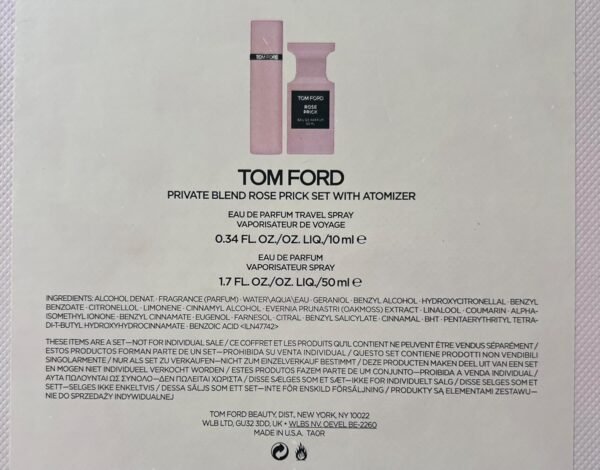 TOM FORD
TOM FORD
ROSE
PRICK
EAU DE PARFUM
50 ML
TOM FORD
PRIVATE BLEND ROSE PRICK SET WITH ATOMIZER
EAU DE PARFUM TRAVEL SPRAY
VAPORISATEUR DE VOYAGE
0.34 FL. OZ./OZ. LIQ./10 ml ℮
EAU DE PARFUM
VAPORISATEUR SPRAY
1.7 FL. OZ./OZ. LIQ./50 ml ℮
INGREDIENTS: ALCOHOL DENAT. · FRAGRANCE (PARFUM) · WATER\AQUA\EAU · GERANIOL · BENZYL ALCOHOL · HYDROXYCITRONELLAL · BENZYL
BENZOATE · CITRONELLOL · LIMONENE · CINNAMYL ALCOHOL · EVERNIA PRUNASTRI (OAKMOSS) EXTRACT · LINALOOL · COUMARIN · ALPHA-
ISOMETHYL IONONE · BENZYL CINNAMATE · EUGENOL · FARNESOL · CITRAL · BENZYL SALICYLATE · CINNAMAL · BHT · PENTAERYTHRITYL TETRA-
DI-T-BUTYL HYDROXYHYDROCINNAMATE · BENZOIC ACID <ILN47742>
THESE ITEMS ARE A SET—NOT FOR INDIVIDUAL SALE / CE COFFRET ET LES PRODUITS QU'IL CONTIENT NE PEUVENT ÊTRE VENDUS SÉPARÉMENT /
ESTOS PRODUCTOS FORMAN PARTE DE UN SET—PROHIBIDA SU VENTA INDIVIDUAL / QUESTO SET CONTIENE PRODOTTI NON VENDIBILI
SINGOLARMENTE / NUR ALS SET ZU VERKAUFEN—NICHT ZUM EINZELVERKAUF BESTIMMT / DEZE PRODUCTEN MAKEN DEEL UIT VAN EEN SET
EN MOGEN NIET INDIVIDUEEL VERKOCHT WORDEN / ESTES PRODUTOS FAZEM PARTE DE UM CONJUNTO—PROIBIDA A VENDA INDIVIDUAL /
ΑΥΤΑ ΠΩΛΟΥΝΤΑΙ ΩΣ ΣΥΝΟΛΟ—ΔΕΝ ΠΩΛΕΙΤΑΙ ΧΩΡΙΣΤΑ / DISSE SÆLGES SOM ET SÆT—IKKE FOR INDIVIDUELT SALG / DISSE SELGES SOM ET
SETT—SELGES IKKE ENKELTVIS / DESSA SÄLJS SOM ETT SET—INTE FÖR ENSKILD FÖRSÄLJNING / PRODUKTY SĄ ELEMENTAMI ZESTAWU—
NIE DO SPRZEDAŻY INDYWIDUALNEJ
TOM FORD BEAUTY, DIST., NEW YORK, NY 10022
WLB LTD, GU32 3DD, UK • WLBS NV, OEVEL BE-2260
MADE IN U.S.A. TA0R